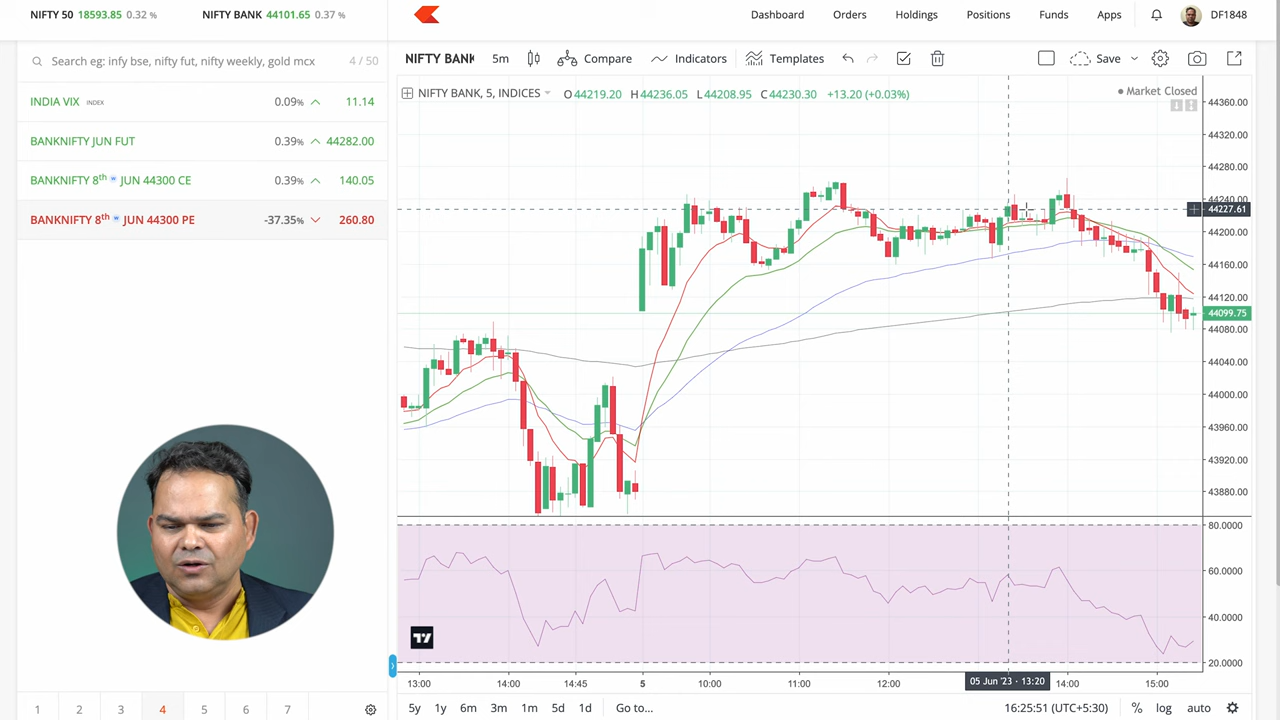 NIFTY 50 18593.85 0.32 % NIFTY BANK 44101.65 0.37 %
Dashboard Orders Holdings Positions Funds Apps DF1848
Search eg: infy bse, nifty fut, nifty weekly, gold mcx 4 / 50
NIFTY BANK 5m Compare Indicators Templates Save
INDIA VIX INDEX 0.09% 11.14
BANKNIFTY JUN FUT 0.39% 44282.00
BANKNIFTY 8th w JUN 44300 CE 0.39% 140.05
BANKNIFTY 8th w JUN 44300 PE -37.35% 260.80
NIFTY BANK, 5, INDICES O44219.20 H44236.05 L44208.95 C44230.30 +13.20 (+0.03%)
Market Closed
44360.00
44320.00
44280.00
44240.00
44227.61
44200.00
44160.00
44120.00
44099.75
44080.00
44040.00
44000.00
43960.00
43920.00
43880.00
80.0000
60.0000
40.0000
20.0000
13:00 14:00 14:45 5 10:00 11:00 12:00 05 Jun '23 · 13:20 14:00 15:00
1 2 3 4 5 6 7
5y 1y 6m 3m 1m 5d 1d Go to... 16:25:51 (UTC+5:30) % log auto